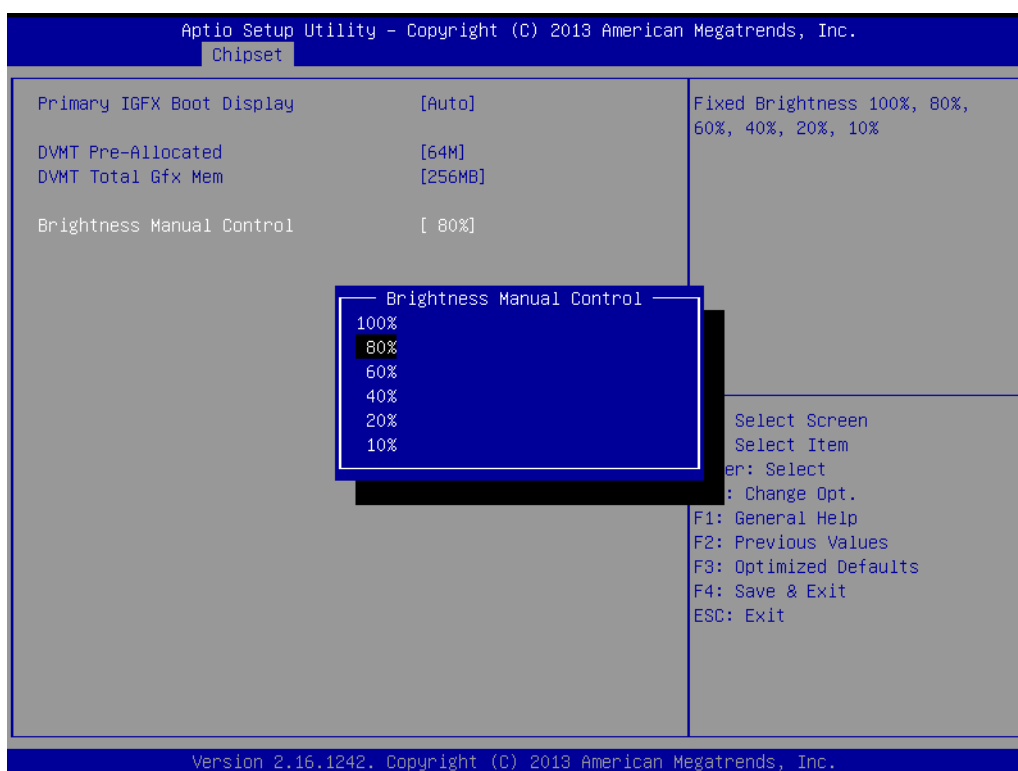 Aptio Setup Utility – Copyright (C) 2013 American Megatrends, Inc.
Chipset
Primary IGFX Boot Display [Auto]
DVMT Pre-Allocated [64M]
DVMT Total Gfx Mem [256MB]
Brightness Manual Control [ 80%]
Fixed Brightness 100%, 80%,
60%, 40%, 20%, 10%
Brightness Manual Control
100%
80%
60%
40%
20%
10%
Select Screen
Select Item
er: Select
: Change Opt.
F1: General Help
F2: Previous Values
F3: Optimized Defaults
F4: Save & Exit
ESC: Exit
Version 2.16.1242. Copyright (C) 2013 American Megatrends, Inc.